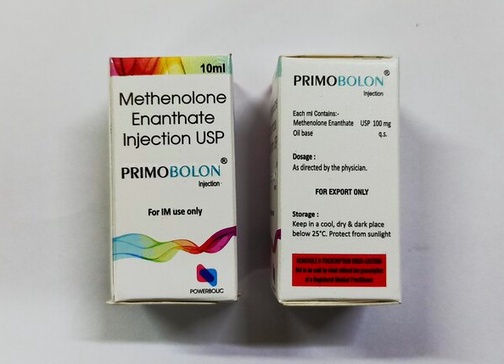 10ml
Methenolone
Enanthate
Injection USP
PRIMOBOLON®
Injection
For IM use only
POWERBOLIC
PRIMOBOLON®
Injection
Each ml Contains:-
Methenolone Enanthate USP 100 mg
Oil base q.s.
Dosage :
As directed by the physician.
FOR EXPORT ONLY
Storage :
Keep in a cool, dry & dark place
below 25°C. Protect from sunlight